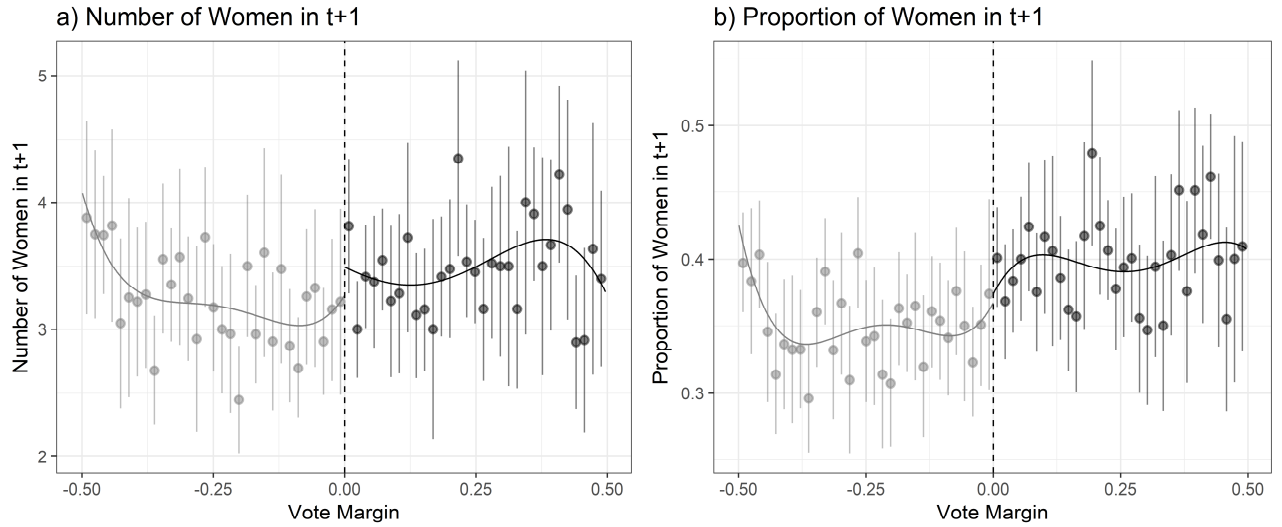 a) Number of Women in t+1
Number of Women in t+1
5
4
3
2
-0.50 -0.25 0.00 0.25 0.50
Vote Margin
b) Proportion of Women in t+1
Proportion of Women in t+1
0.5
0.4
0.3
-0.50 -0.25 0.00 0.25 0.50
Vote Margin